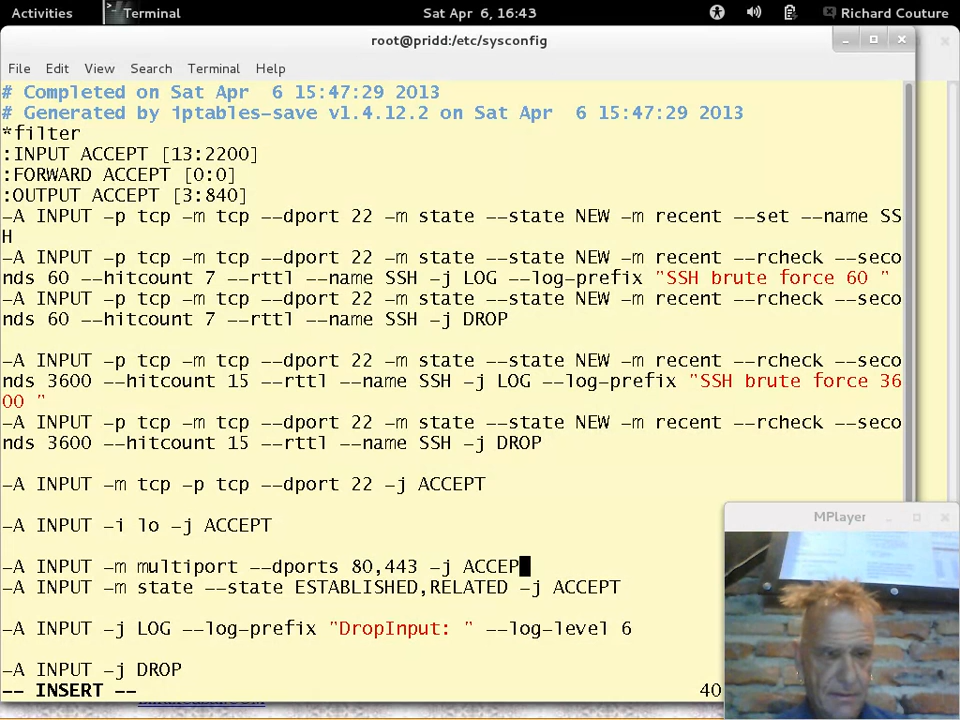 Activities Terminal Sat Apr 6, 16:43 Richard Couture
root@pridd:/etc/sysconfig
File Edit View Search Terminal Help
# Completed on Sat Apr  6 15:47:29 2013
# Generated by iptables-save v1.4.12.2 on Sat Apr  6 15:47:29 2013
*filter
:INPUT ACCEPT [13:2200]
:FORWARD ACCEPT [0:0]
:OUTPUT ACCEPT [3:840]
-A INPUT -p tcp -m tcp --dport 22 -m state --state NEW -m recent --set --name SS
H
-A INPUT -p tcp -m tcp --dport 22 -m state --state NEW -m recent --rcheck --seco
nds 60 --hitcount 7 --rttl --name SSH -j LOG --log-prefix "SSH brute force 60 "
-A INPUT -p tcp -m tcp --dport 22 -m state --state NEW -m recent --rcheck --seco
nds 60 --hitcount 7 --rttl --name SSH -j DROP
-A INPUT -p tcp -m tcp --dport 22 -m state --state NEW -m recent --rcheck --seco
nds 3600 --hitcount 15 --rttl --name SSH -j LOG --log-prefix "SSH brute force 36
00 "
-A INPUT -p tcp -m tcp --dport 22 -m state --state NEW -m recent --rcheck --seco
nds 3600 --hitcount 15 --rttl --name SSH -j DROP
-A INPUT -m tcp -p tcp --dport 22 -j ACCEPT
-A INPUT -i lo -j ACCEPT
MPlayer
-A INPUT -m multiport --dports 80,443 -j ACCEP
-A INPUT -m state --state ESTABLISHED,RELATED -j ACCEPT
-A INPUT -j LOG --log-prefix "DropInput: " --log-level 6
-A INPUT -j DROP
-- INSERT -- 40